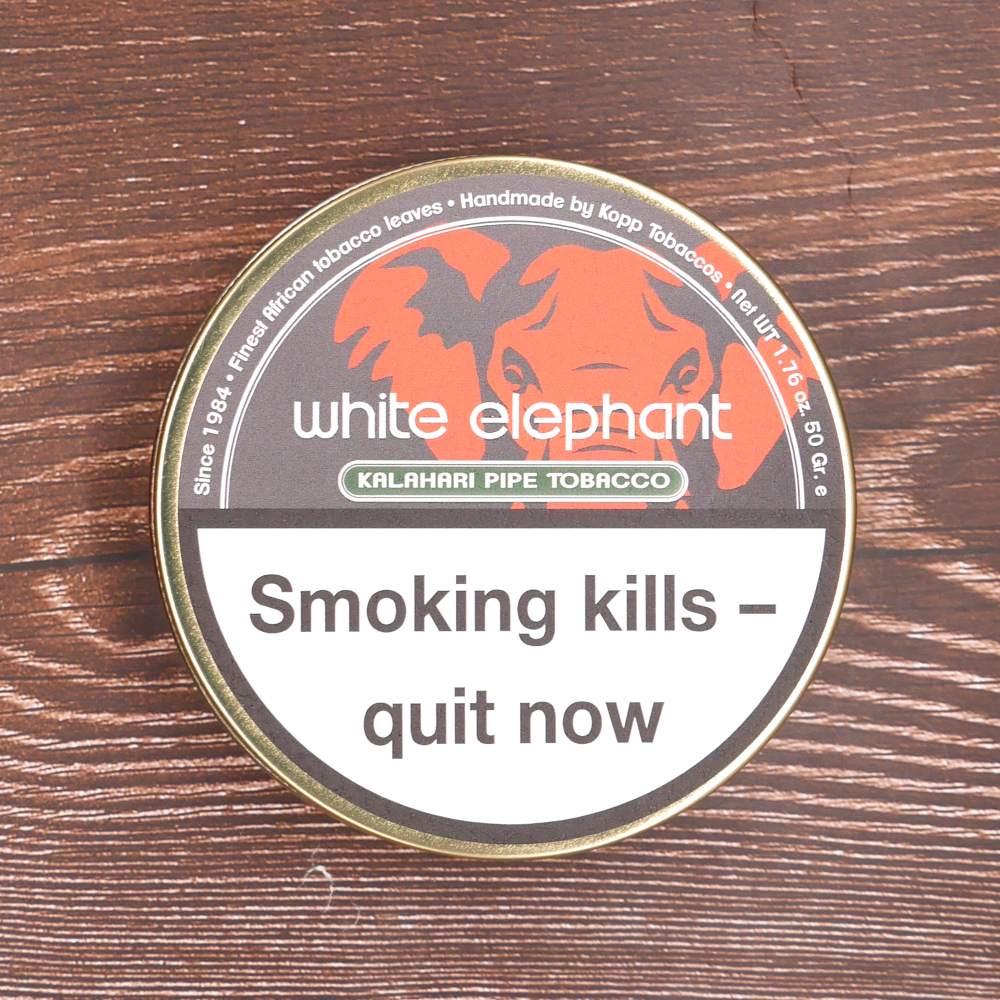 Since 1984 • Finest African tobacco leaves • Handmade by Kopp Tobaccos • Net WT 1.76 oz. 50 Gr. e
white elephant
KALAHARI PIPE TOBACCO
Smoking kills –
quit now